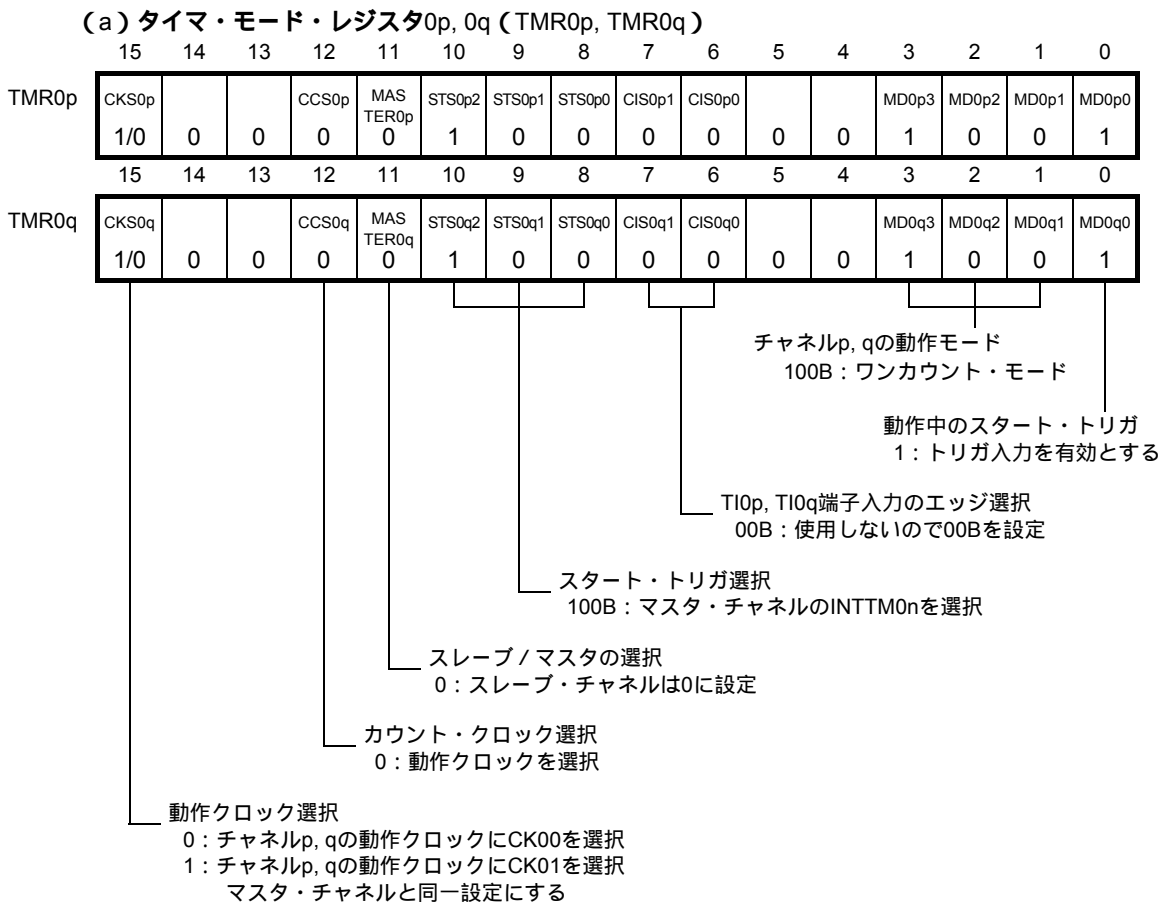 （a）タイマ・モード・レジスタ0p, 0q（TMR0p, TMR0q）
15 14 13 12 11 10 9 8 7 6 5 4 3 2 1 0
TMR0p CKS0p CCS0p MAS TER0p STS0p2 STS0p1 STS0p0 CIS0p1 CIS0p0 MD0p3 MD0p2 MD0p1 MD0p0
1/0 0 0 0 0 1 0 0 0 0 0 0 1 0 0 1
15 14 13 12 11 10 9 8 7 6 5 4 3 2 1 0
TMR0q CKS0q CCS0q MAS TER0q STS0q2 STS0q1 STS0q0 CIS0q1 CIS0q0 MD0q3 MD0q2 MD0q1 MD0q0
1/0 0 0 0 0 1 0 0 0 0 0 0 1 0 0 1
チャネルp, qの動作モード
100B：ワンカウント・モード
動作中のスタート・トリガ
1：トリガ入力を有効とする
TI0p, TI0q端子入力のエッジ選択
00B：使用しないので00Bを設定
スタート・トリガ選択
100B：マスタ・チャネルのINTTM0nを選択
スレーブ／マスタの選択
0：スレーブ・チャネルは0に設定
カウント・クロック選択
0：動作クロックを選択
動作クロック選択
0：チャネルp, qの動作クロックにCK00を選択
1：チャネルp, qの動作クロックにCK01を選択
マスタ・チャネルと同一設定にする